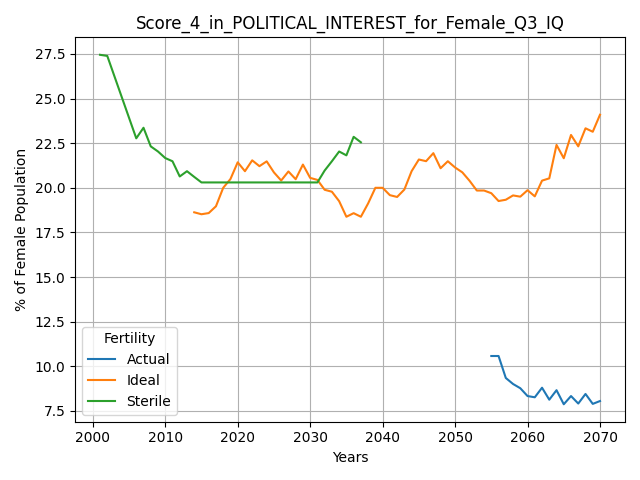 Score_4_in_POLITICAL_INTEREST_for_Female_Q3_IQ
27.5
25.0
22.5
20.0
17.5
15.0
12.5
10.0
7.5
% of Female Population
Fertility
Actual
Ideal
Sterile
2000 2010 2020 2030 2040 2050 2060 2070
Years